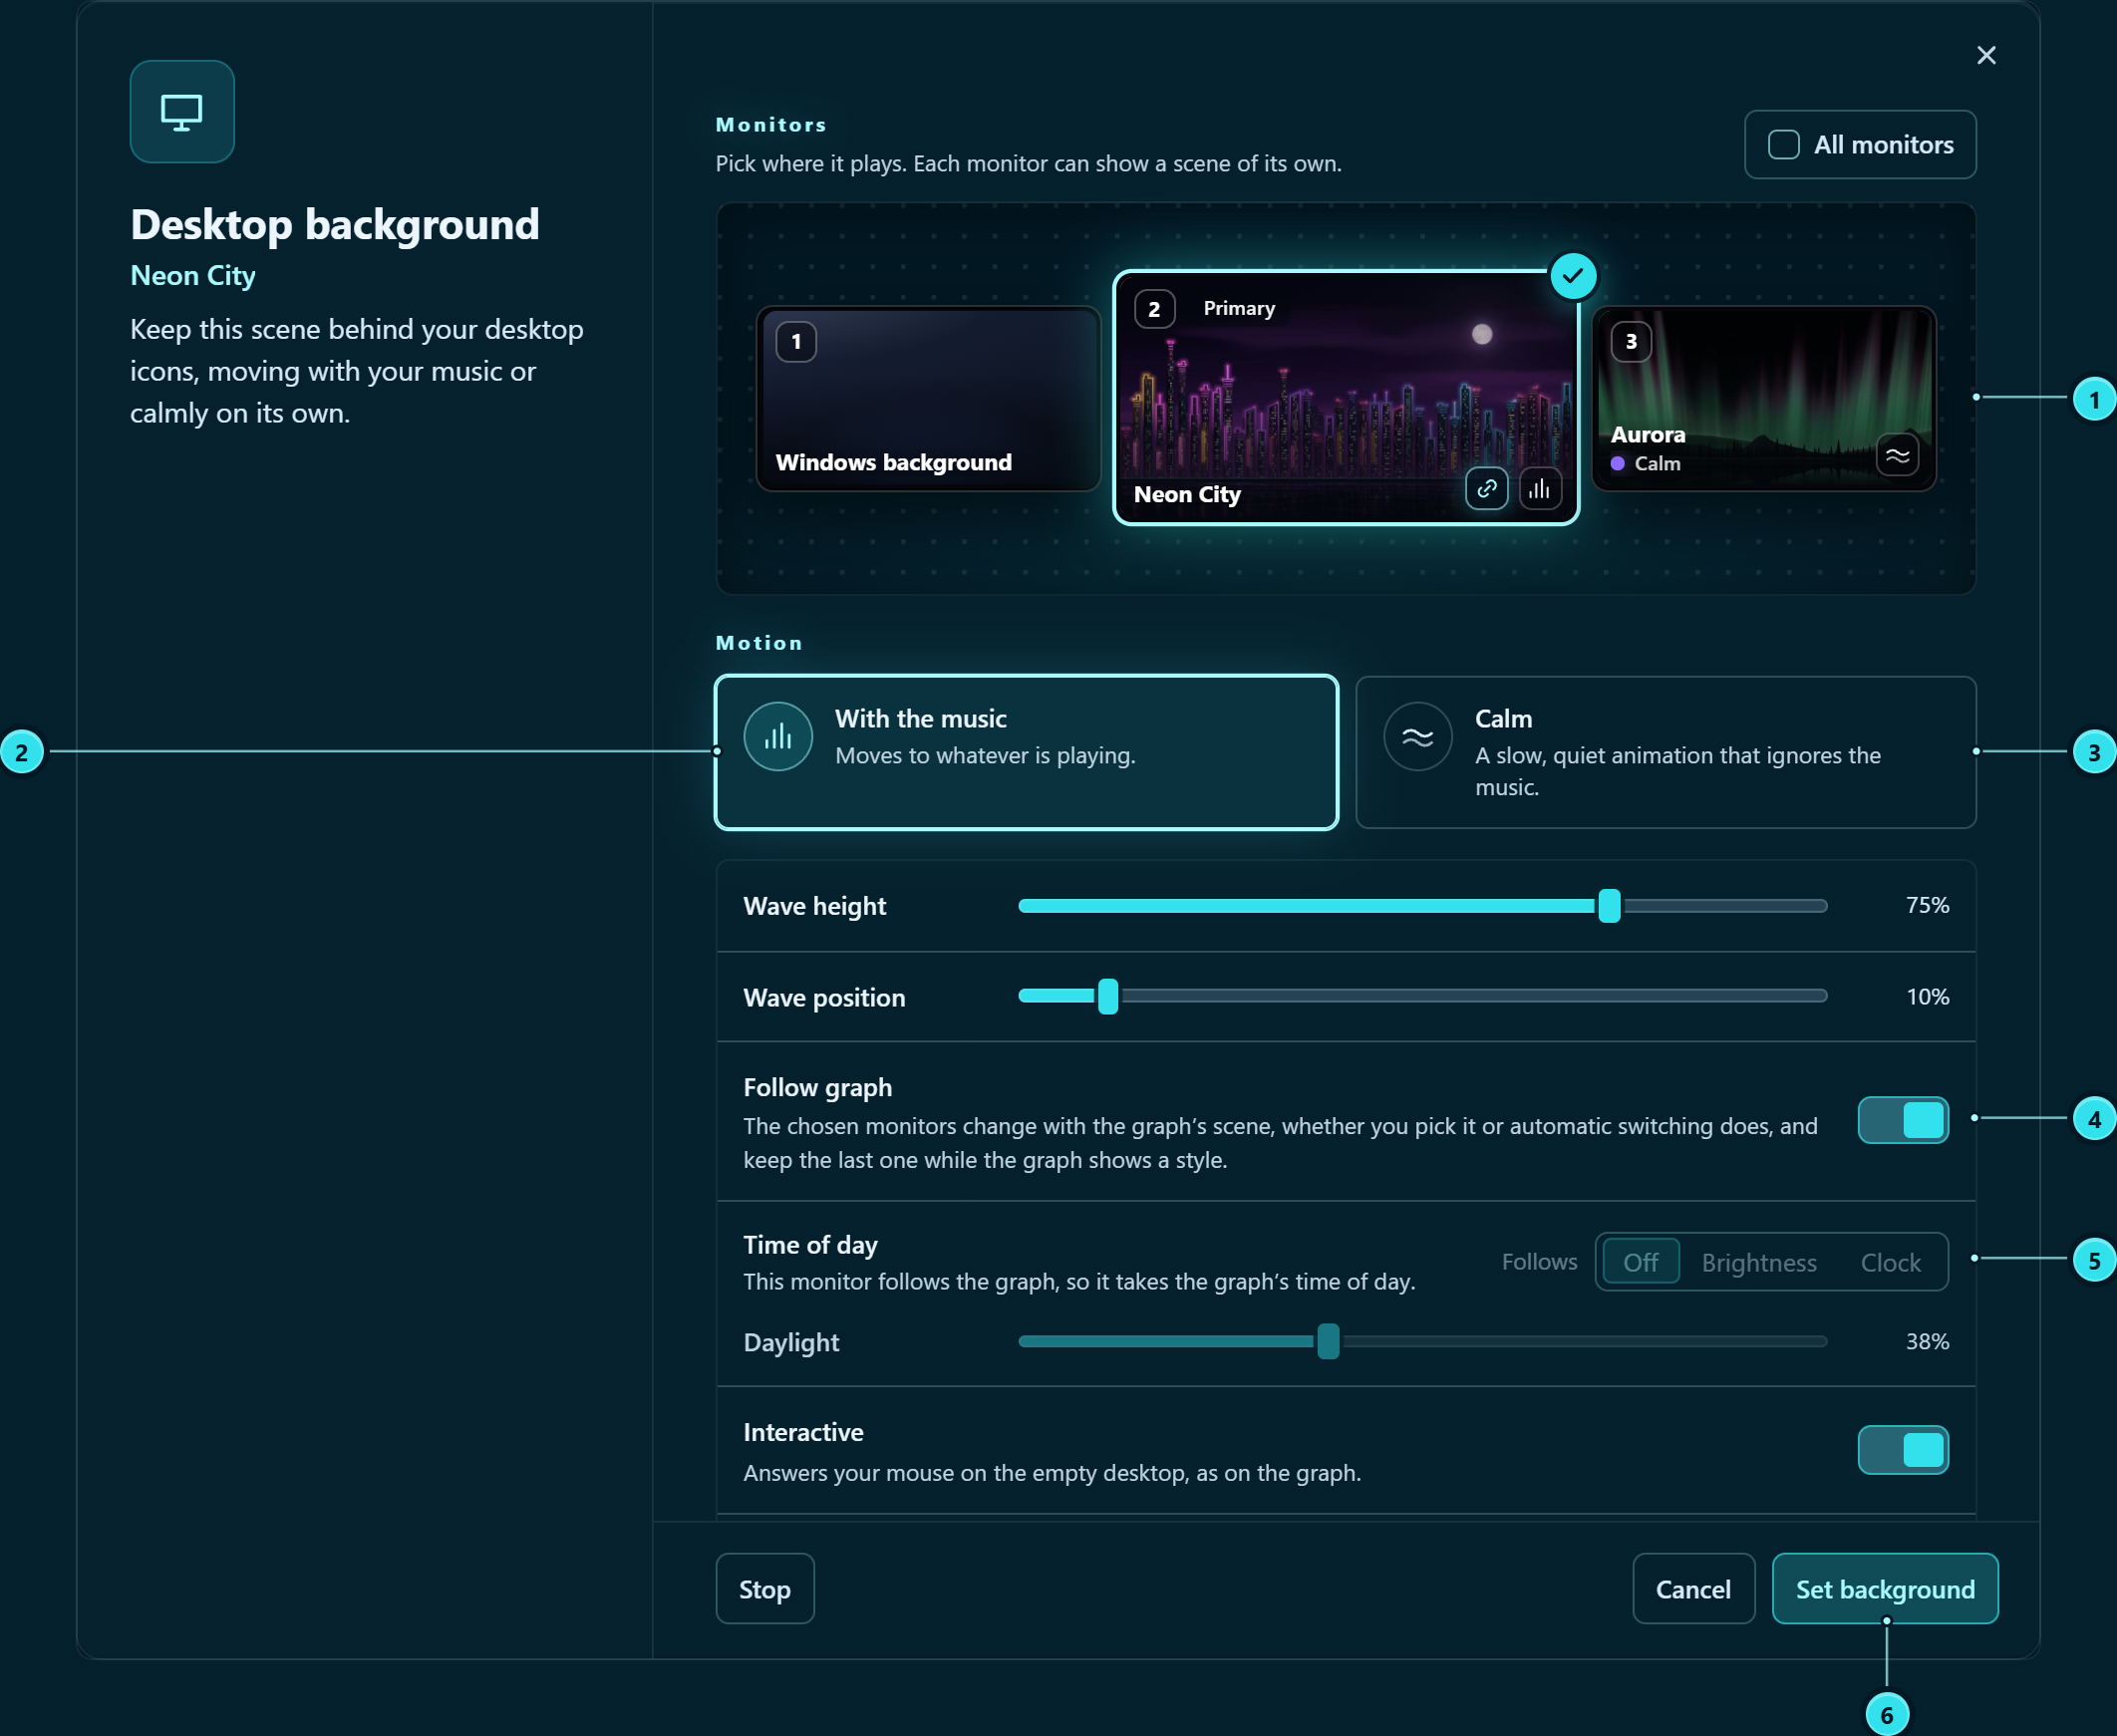 Desktop background
Neon City
Keep this scene behind your desktop
icons, moving with your music or
calmly on its own.
Monitors
Pick where it plays. Each monitor can show a scene of its own.
All monitors
1
Windows background
2
Primary
Neon City
3
Aurora
Calm
1
Motion
2
With the music
Moves to whatever is playing.
Calm
A slow, quiet animation that ignores the
music.
3
Wave height
75%
Wave position
10%
Follow graph
The chosen monitors change with the graph's scene, whether you pick it or automatic switching does, and
keep the last one while the graph shows a style.
4
Time of day
This monitor follows the graph, so it takes the graph's time of day.
Follows
Off
Brightness
Clock
5
Daylight
38%
Interactive
Answers your mouse on the empty desktop, as on the graph.
Stop
Cancel
Set background
6